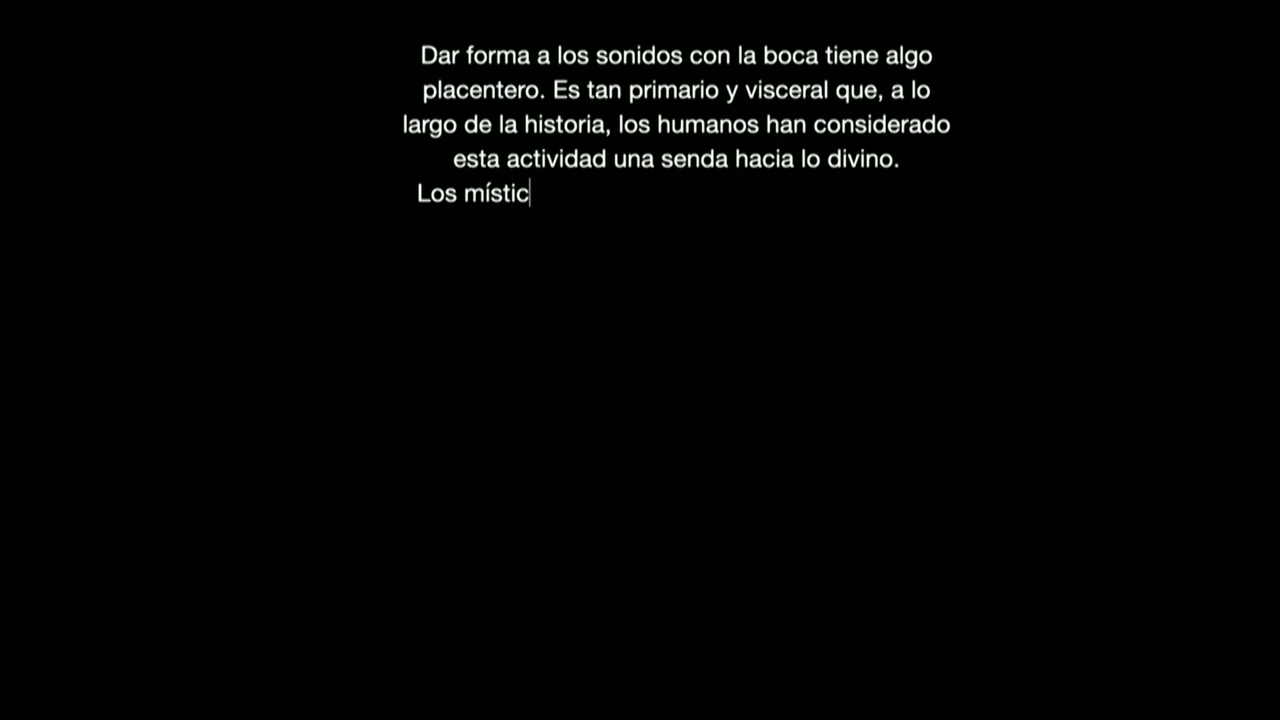 Dar forma a los sonidos con la boca tiene algo
placentero. Es tan primario y visceral que, a lo
largo de la historia, los humanos han considerado
esta actividad una senda hacia lo divino.
Los místic